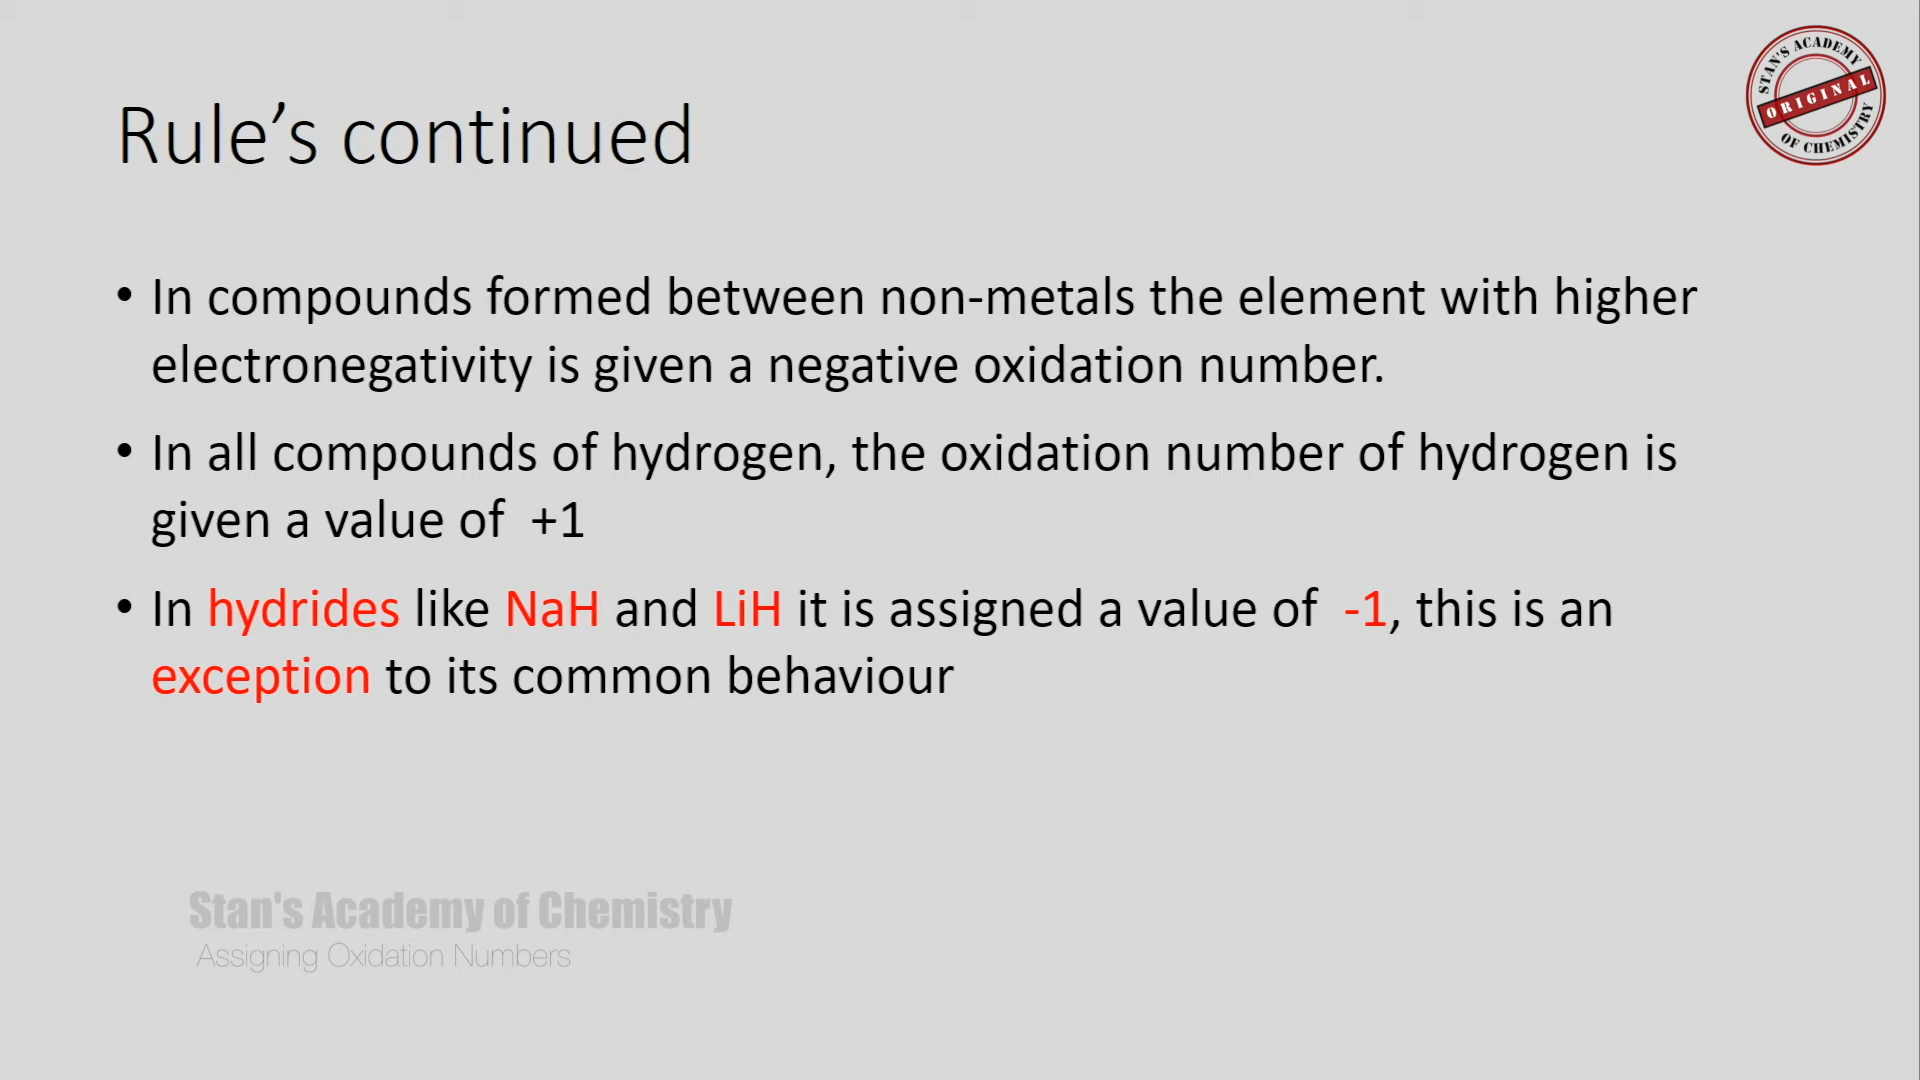 STAN'S ACADEMY
ORIGINAL
OF CHEMISTRY
Rule’s continued
• In compounds formed between non-metals the element with higher
electronegativity is given a negative oxidation number.
• In all compounds of hydrogen, the oxidation number of hydrogen is
given a value of  +1
• In hydrides like NaH and LiH it is assigned a value of  -1, this is an
exception to its common behaviour
Stan's Academy of Chemistry
Assigning Oxidation Numbers